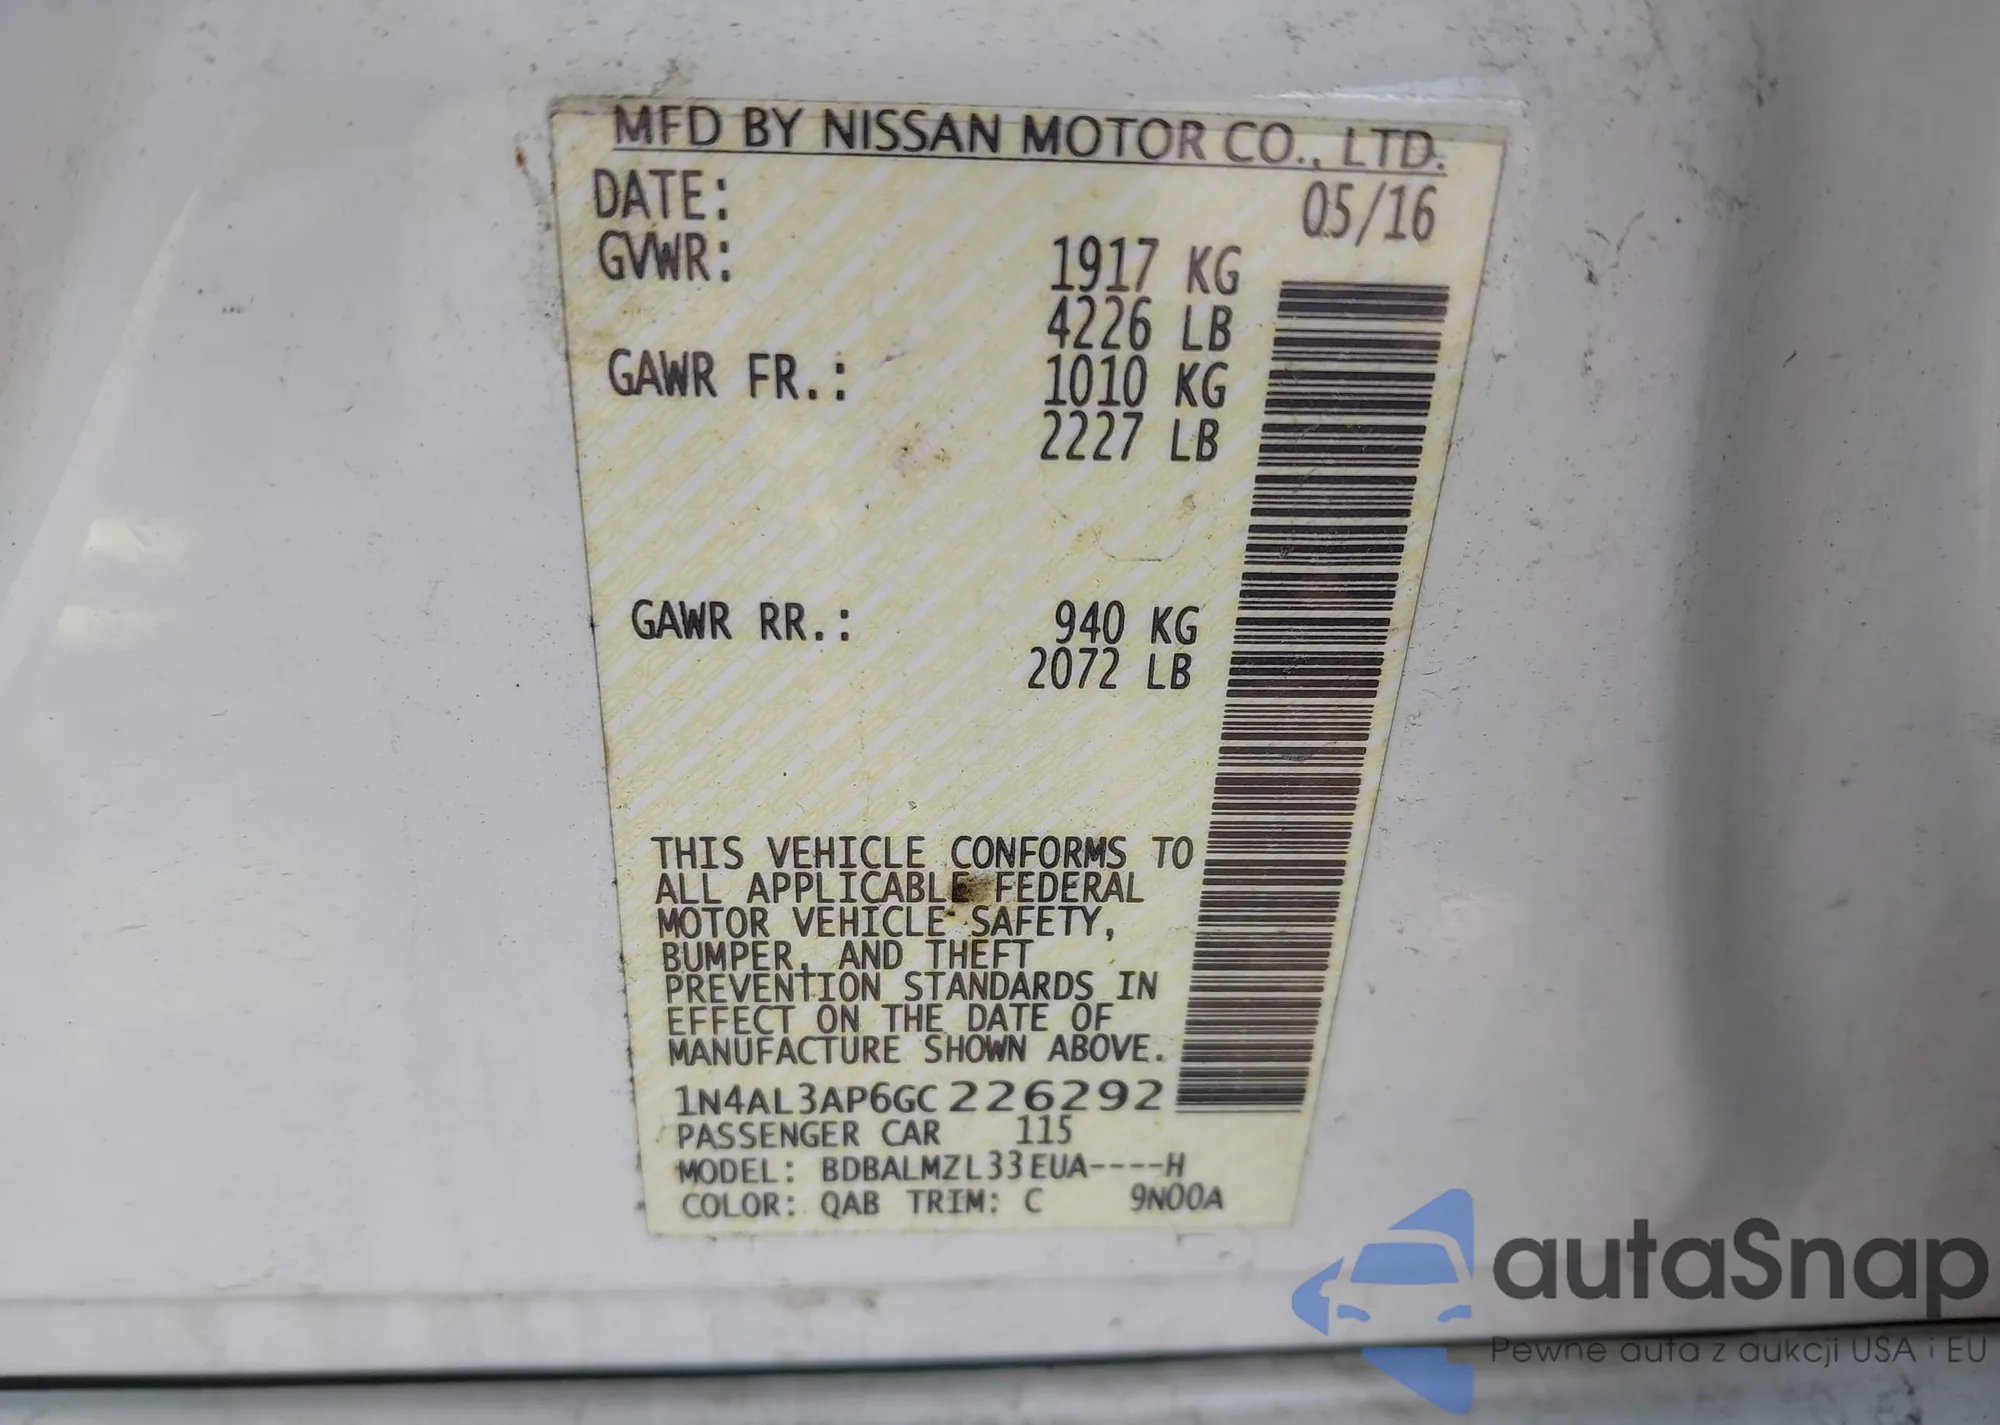 MFD BY NISSAN MOTOR CO., LTD.
DATE: 05/16
GVWR: 1917 KG
4226 LB
GAWR FR.: 1010 KG
2227 LB
GAWR RR.: 940 KG
2072 LB
THIS VEHICLE CONFORMS TO
ALL APPLICABLE FEDERAL
MOTOR VEHICLE SAFETY,
BUMPER, AND THEFT
PREVENTION STANDARDS IN
EFFECT ON THE DATE OF
MANUFACTURE SHOWN ABOVE.
1N4AL3AP6GC226292
PASSENGER CAR 115
MODEL: BDBALMZL33EUA----H
COLOR: QAB TRIM: C 9N00A
autaSnap
Pewne auta z aukcji USA i EU